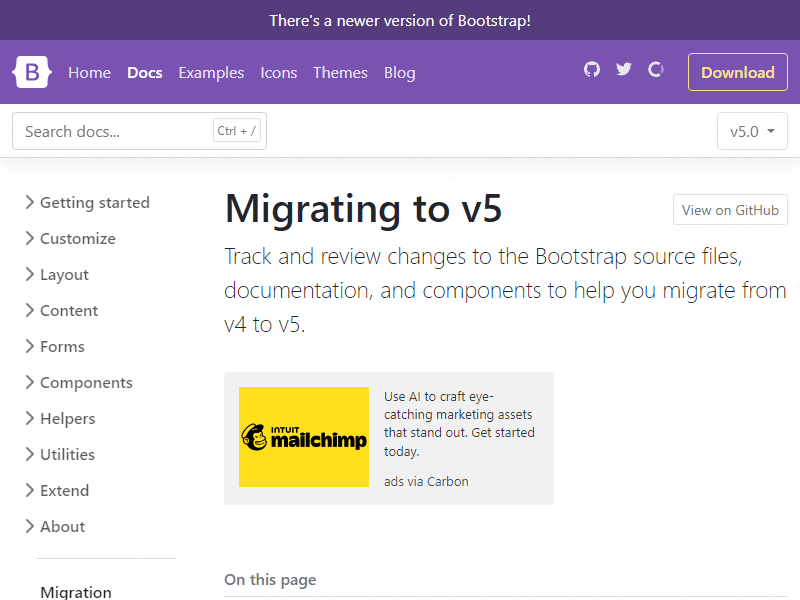 There's a newer version of Bootstrap!
B Home Docs Examples Icons Themes Blog Download
Search docs... Ctrl + / v5.0
Getting started
Customize
Layout
Content
Forms
Components
Helpers
Utilities
Extend
About
Migration
Migrating to v5
View on GitHub
Track and review changes to the Bootstrap source files,
documentation, and components to help you migrate from
v4 to v5.
INTUIT
mailchimp
Use AI to craft eye-
catching marketing assets
that stand out. Get started
today.
ads via Carbon
On this page